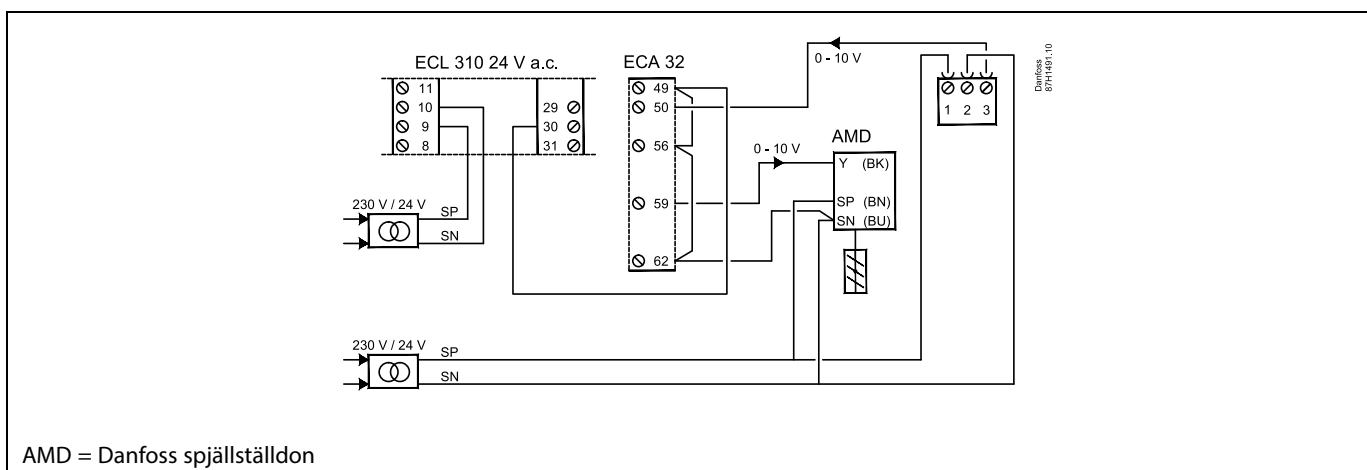 ECL 310 24 V a.c.
11
10
9
8
29
30
31
ECA 32
49
50
56
59
62
0 - 10 V
1 2 3
Danfoss
87H1491.10
0 - 10 V
AMD
Y (BK)
SP (BN)
SN (BU)
230 V / 24 V
SP
SN
230 V / 24 V
SP
SN
AMD = Danfoss spjällställdon